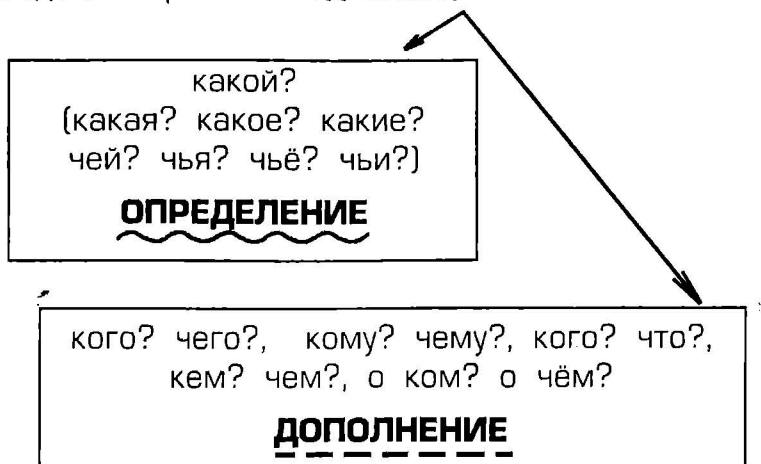 какой?
(какая? какое? какие?
чей? чья? чьё? чьи?)
ОПРЕДЕЛЕНИЕ
кого? чего?, кому? чему?, кого? что?,
кем? чем?, о ком? о чём?
ДОПОЛНЕНИЕ